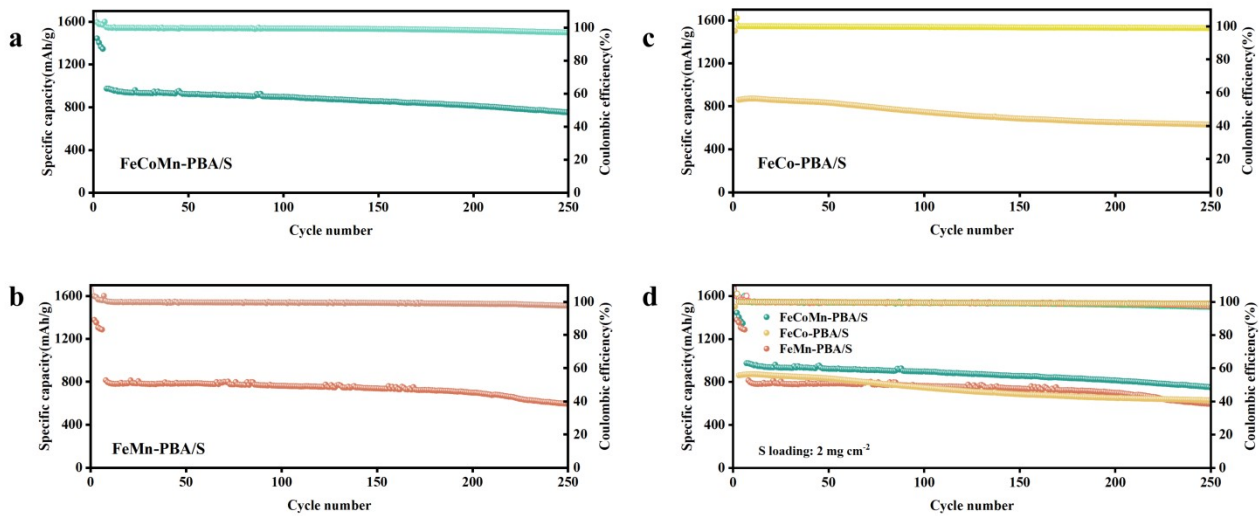 a
Specific capacity(mAh/g)
1600
1200
800
400
0
100
80
60
40
20
0
Coulombic efficiency(%)
FeCoMn-PBA/S
0 50 100 150 200 250
Cycle number
c
Specific capacity(mAh/g)
1600
1200
800
400
0
100
80
60
40
20
0
Coulombic efficiency(%)
FeCo-PBA/S
0 50 100 150 200 250
Cycle number
b
Specific capacity(mAh/g)
1600
1200
800
400
0
100
80
60
40
20
0
Coulombic efficiency(%)
FeMn-PBA/S
0 50 100 150 200 250
Cycle number
d
Specific capacity(mAh/g)
1600
1200
800
400
0
100
80
60
40
20
0
Coulombic efficiency(%)
FeCoMn-PBA/S
FeCo-PBA/S
FeMn-PBA/S
S loading: 2 mg cm⁻²
0 50 100 150 200 250
Cycle number